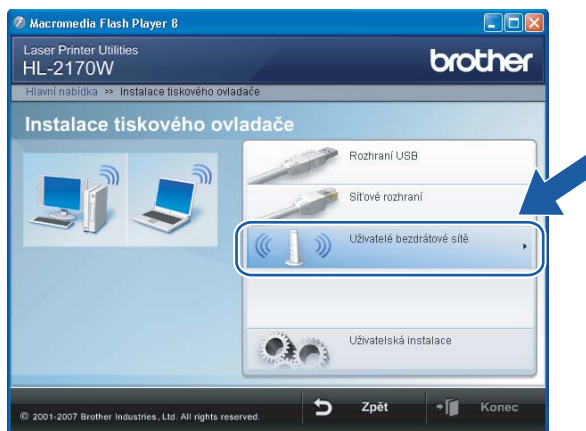 Macromedia Flash Player 8
Laser Printer Utilities
HL-2170W
brother
Hlavní nabídka >> Instalace tiskového ovladače
Instalace tiskového ovladače
Rozhraní USB
Síťové rozhraní
Uživatelé bezdrátové sítě
Uživatelská instalace
© 2001-2007 Brother Industries, Ltd. All rights reserved.
Zpět
Konec